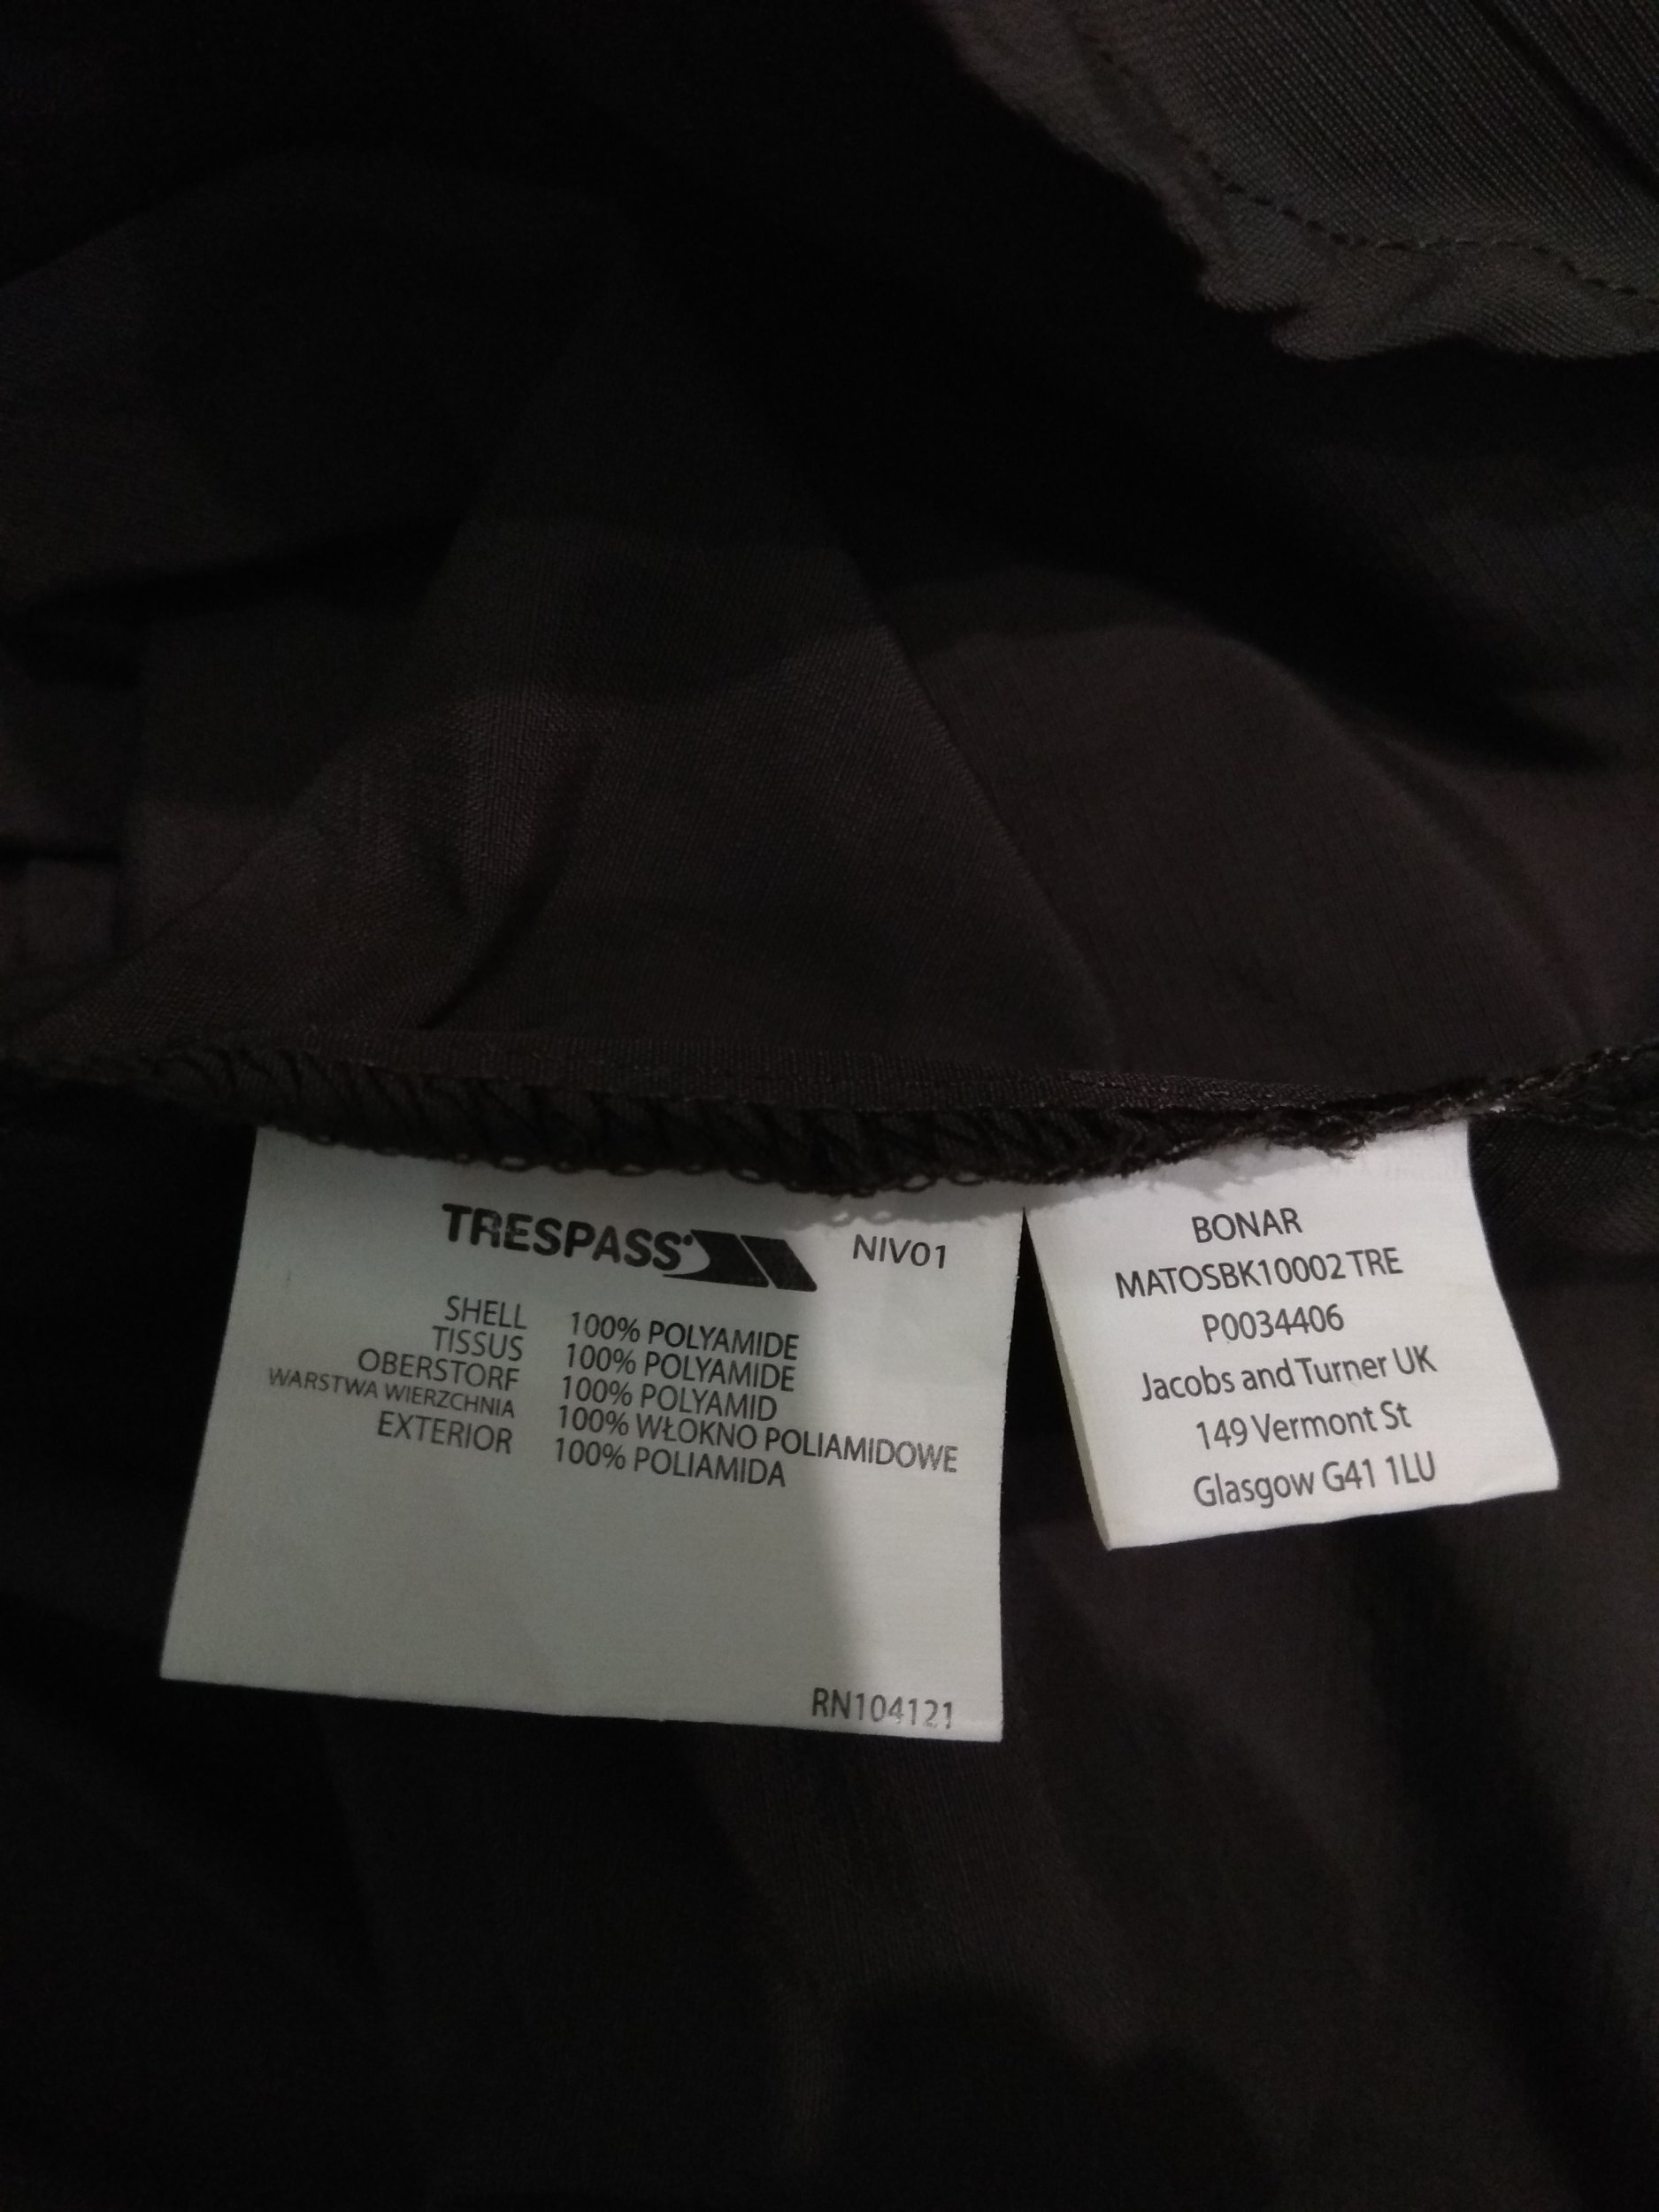 TRESPASS
NIV01
SHELL 100% POLYAMIDE
TISSUS 100% POLYAMIDE
OBERSTORF 100% POLYAMID
WARSTWA WIERZCHNIA 100% WŁOKNO POLIAMIDOWE
EXTERIOR 100% POLIAMIDA
RN104121
BONAR
MATOSBK10002 TRE
P0034406
Jacobs and Turner UK
149 Vermont St
Glasgow G41 1LU